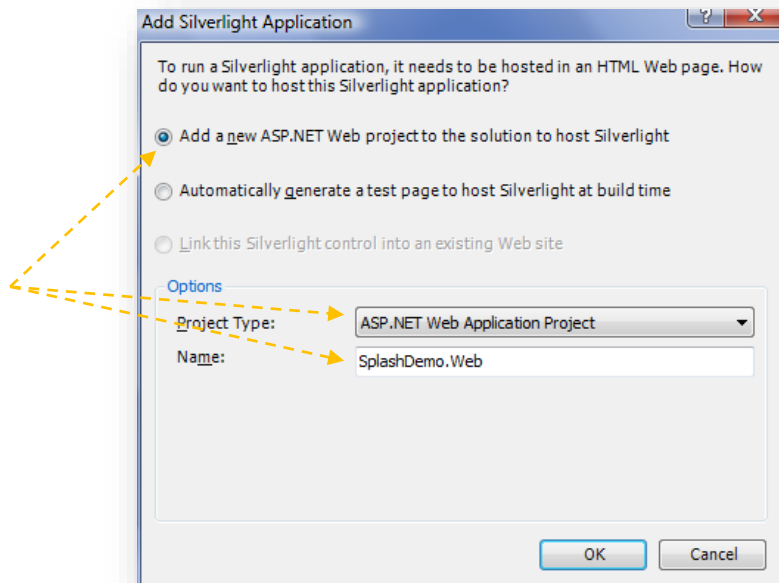 Add Silverlight Application
?
X
To run a Silverlight application, it needs to be hosted in an HTML Web page. How
do you want to host this Silverlight application?
Add a new ASP.NET Web project to the solution to host Silverlight
Automatically generate a test page to host Silverlight at build time
Link this Silverlight control into an existing Web site
Options
Project Type:
ASP.NET Web Application Project
Name:
SplashDemo.Web
OK
Cancel